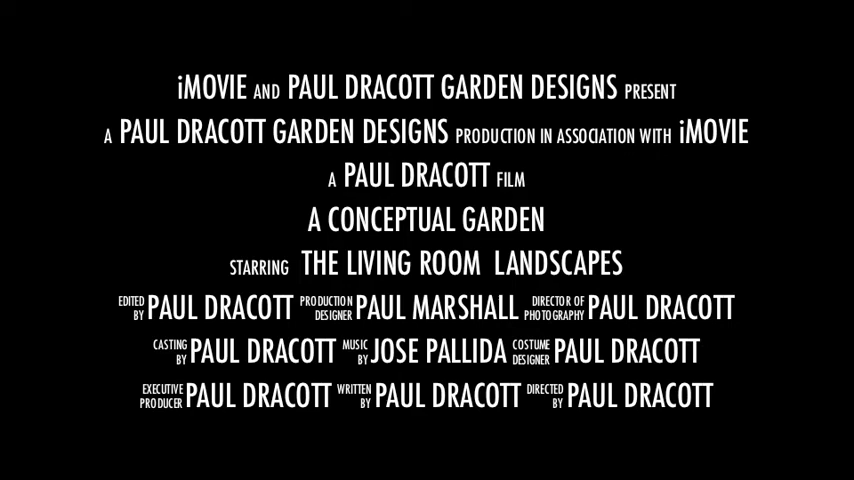 iMOVIE AND PAUL DRACOTT GARDEN DESIGNS PRESENT
A PAUL DRACOTT GARDEN DESIGNS PRODUCTION IN ASSOCIATION WITH iMOVIE
A PAUL DRACOTT FILM
A CONCEPTUAL GARDEN
STARRING THE LIVING ROOM LANDSCAPES
EDITED BY PAUL DRACOTT PRODUCTION DESIGNER PAUL MARSHALL DIRECTOR OF PHOTOGRAPHY PAUL DRACOTT
CASTING BY PAUL DRACOTT MUSIC BY JOSE PALLIDA COSTUME DESIGNER PAUL DRACOTT
EXECUTIVE PRODUCER PAUL DRACOTT WRITTEN BY PAUL DRACOTT DIRECTED BY PAUL DRACOTT